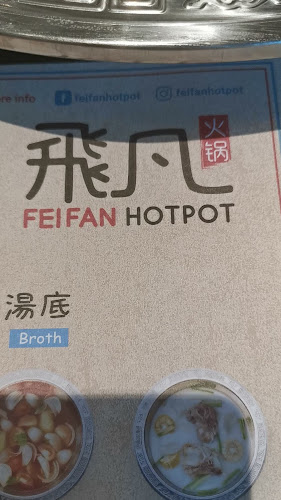 re info feifanhotpot feifanhotpot
飛凡 火锅
FEIFAN HOTPOT
湯底
Broth